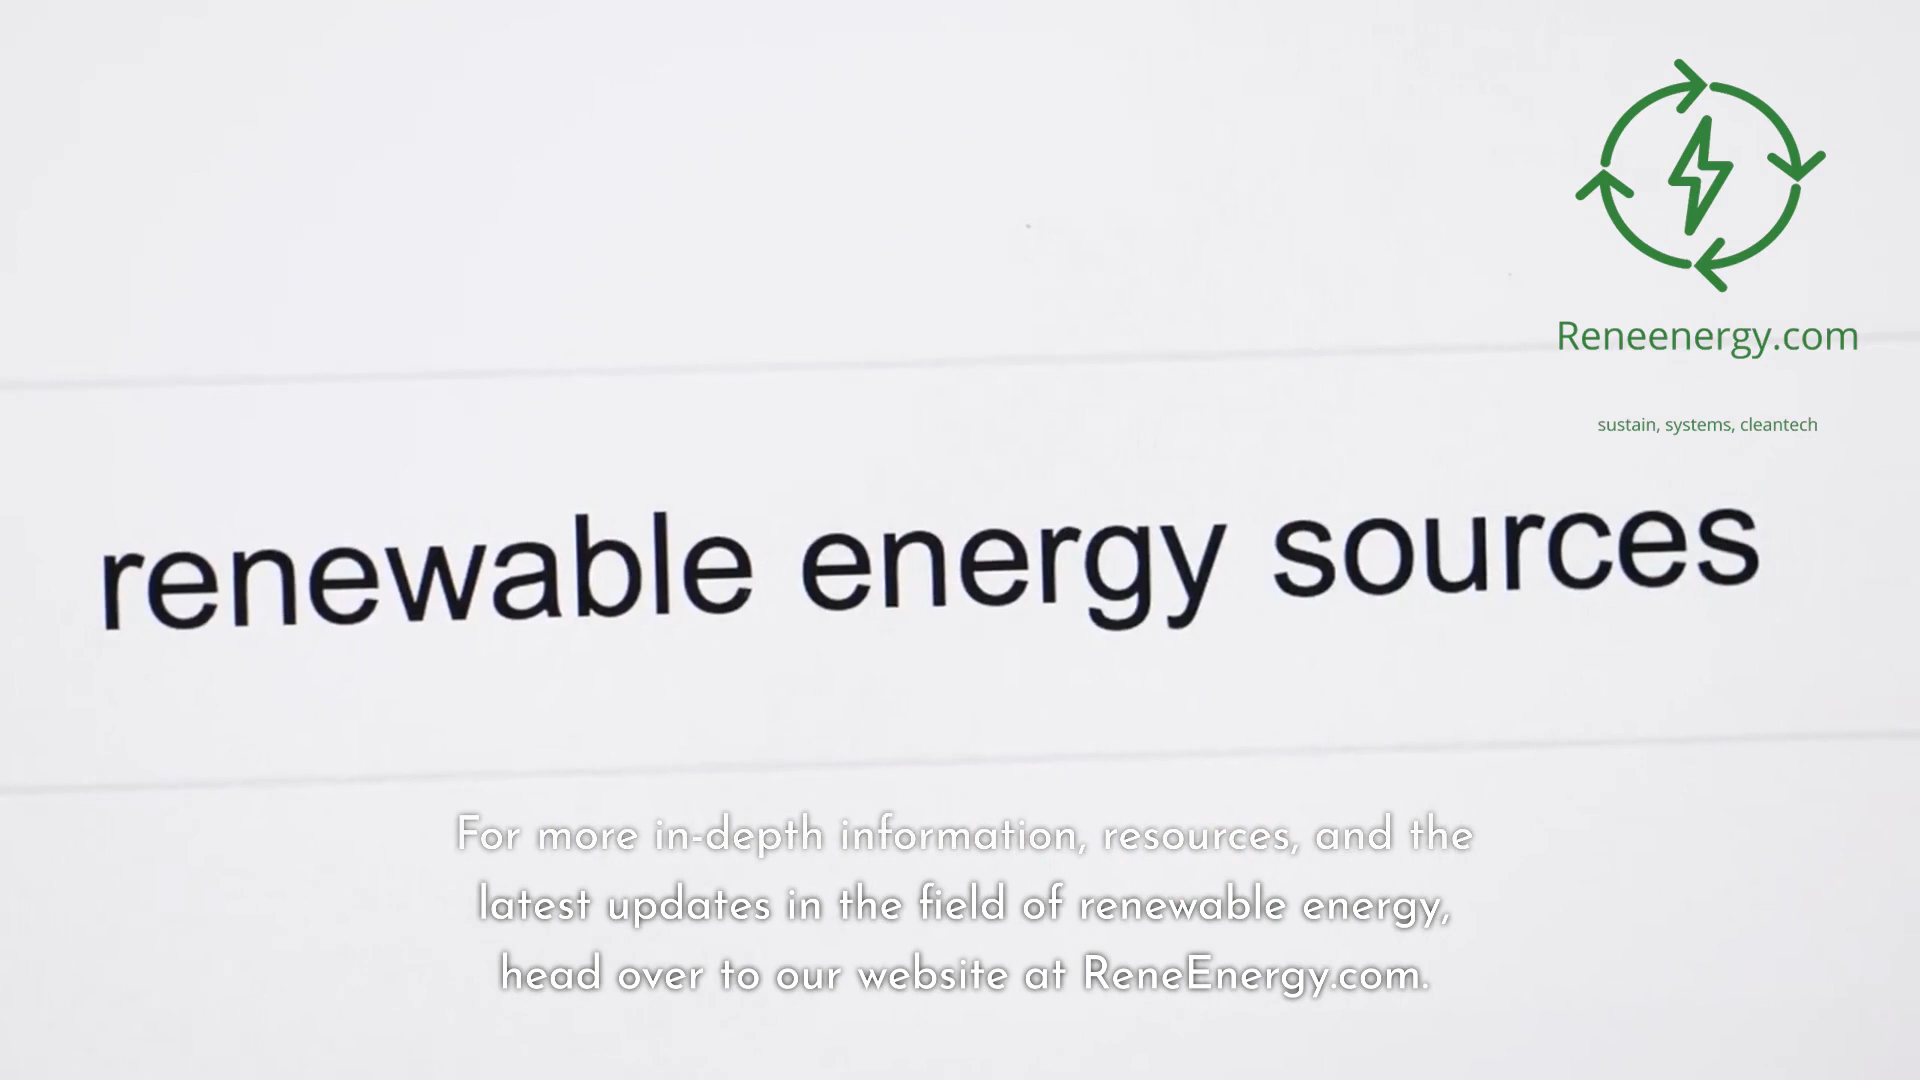 Reneenergy.com
sustain, systems, cleantech
renewable energy sources
For more in-depth information, resources, and the
latest updates in the field of renewable energy,
head over to our website at ReneEnergy.com.